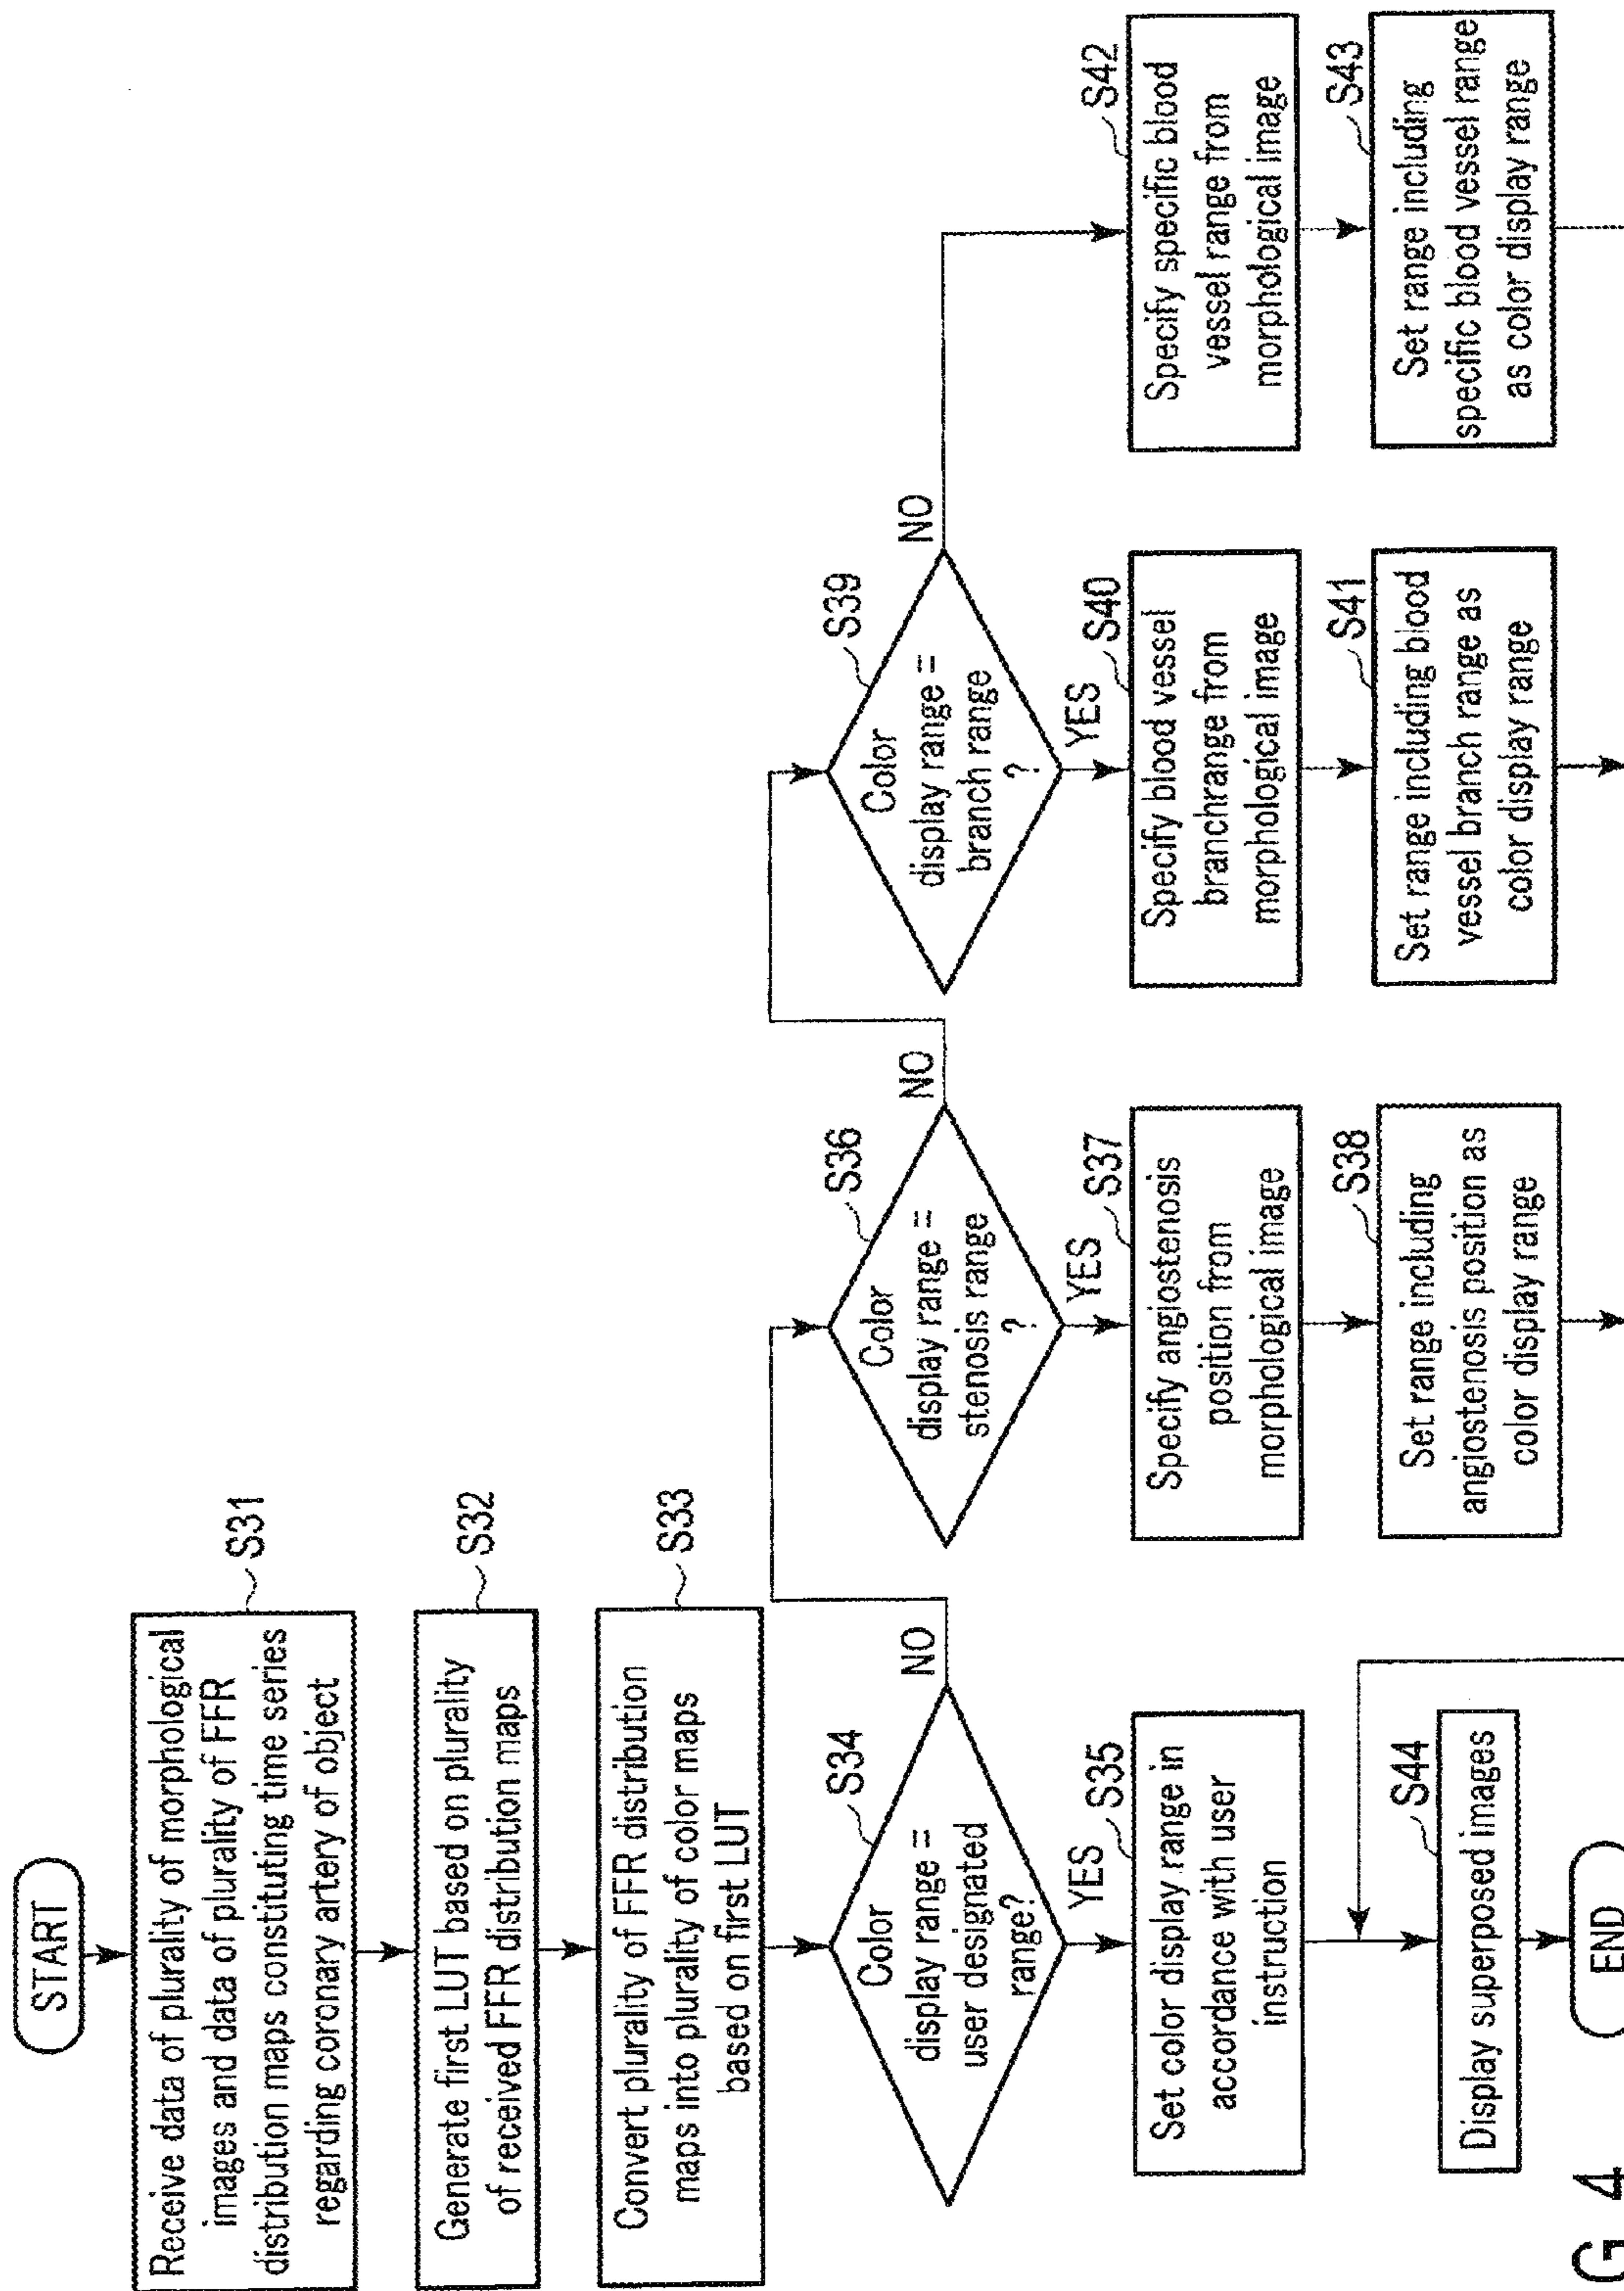 START
S31
Receive data of plurality of morphological
images and data of plurality of FFR
distribution maps constituting time series
regarding coronary artery of object
S32
Generate first LUT based on plurality
of received FFR distribution maps
S33
Convert plurality of FFR distribution
maps into plurality of color maps
based on first LUT
S34
Color
display range =
user designated
range?
NO
YES
S35
Set color display range in
accordance with user
instruction
S36
Color
display range =
stenosis range
?
NO
YES
S37
Specify angiostenosis
position from
morphological image
S38
Set range including
angiostenosis position as
color display range
S39
Color
display range =
branch range
?
NO
YES
S40
Specify blood vessel
branchrange from
morphological image
S41
Set range including blood
vessel branch range as
color display range
S42
Specify specific blood
vessel range from
morphological image
S43
Set range including
specific blood vessel range
as color display range
S44
Display superposed images
END
G. 4